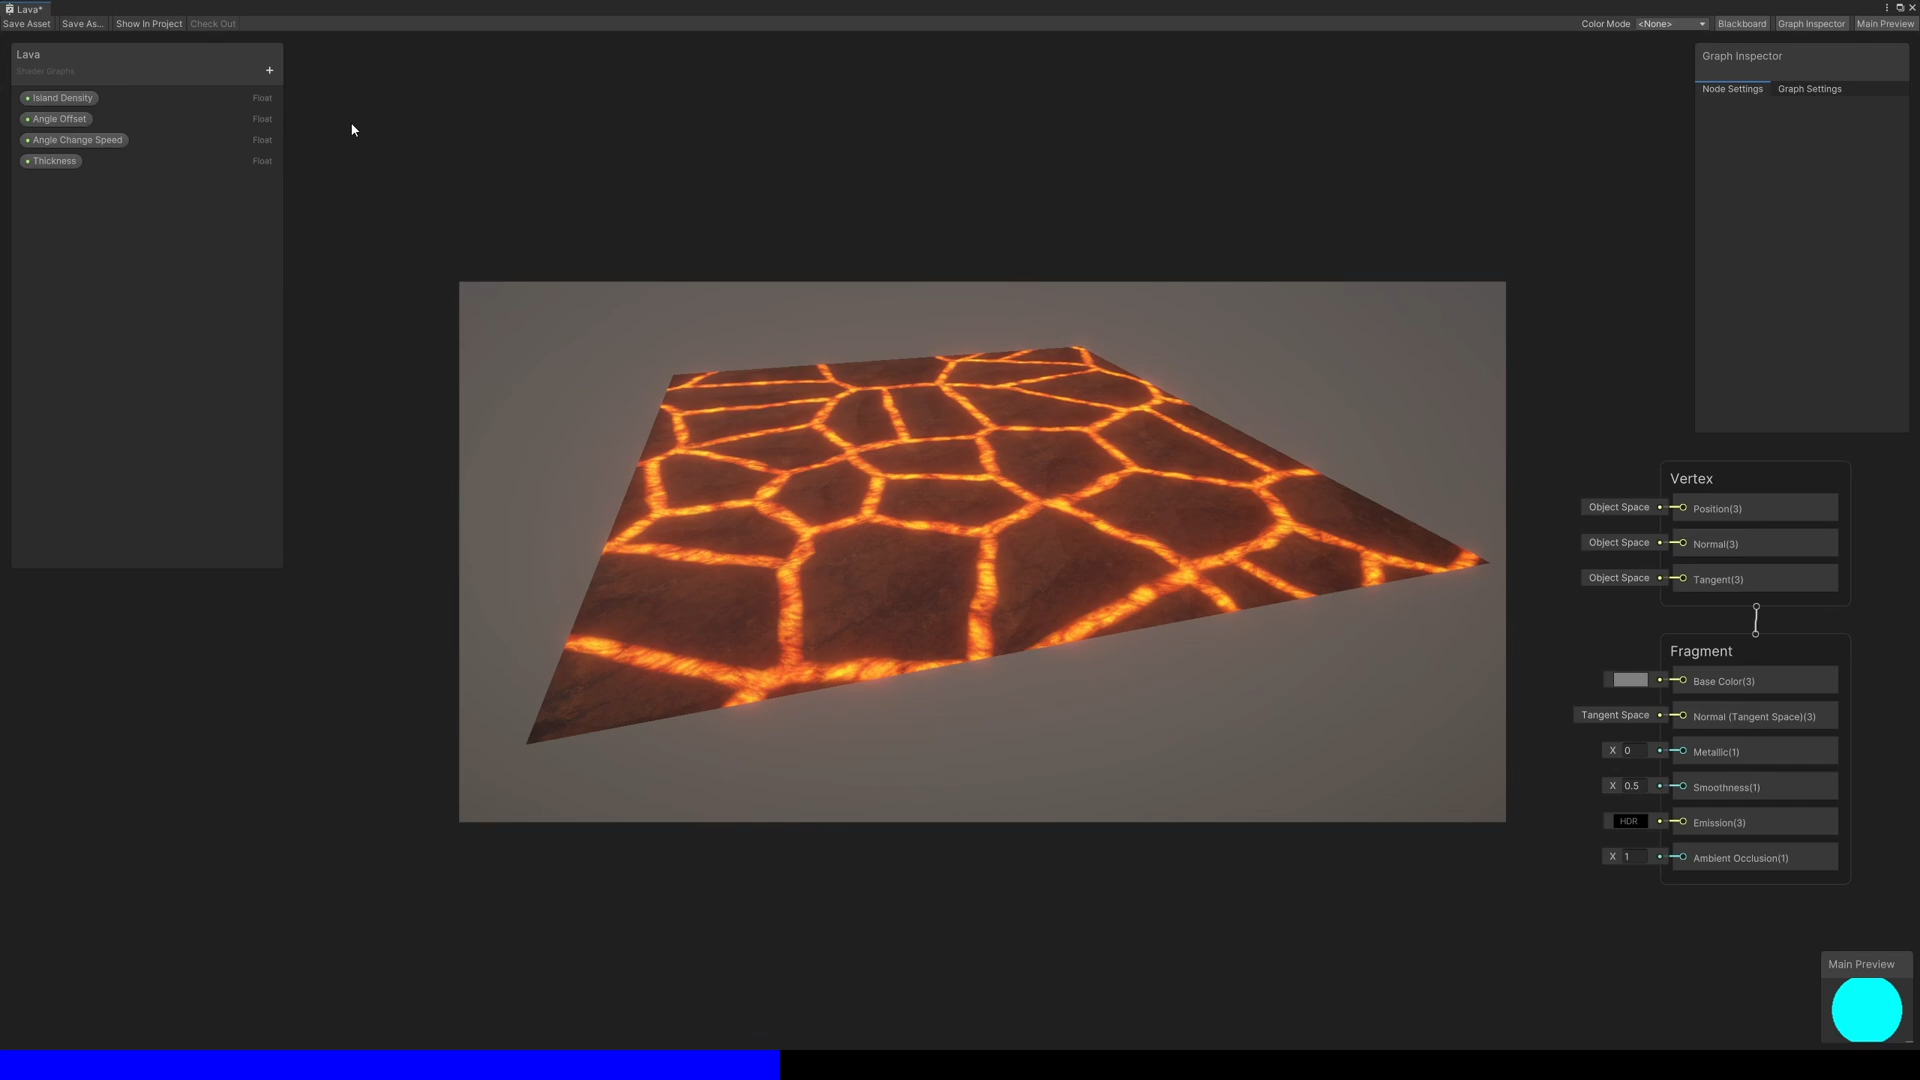 Lava*
Save Asset Save As... Show In Project Check Out Color Mode <None> Blackboard Graph Inspector Main Preview
Lava
Shader Graphs
+
Island Density Float
Angle Offset Float
Angle Change Speed Float
Thickness Float
Graph Inspector
Node Settings Graph Settings
Vertex
Object Space Position(3)
Object Space Normal(3)
Object Space Tangent(3)
Fragment
Base Color(3)
Tangent Space Normal (Tangent Space)(3)
X 0 Metallic(1)
X 0.5 Smoothness(1)
HDR Emission(3)
X 1 Ambient Occlusion(1)
Main Preview